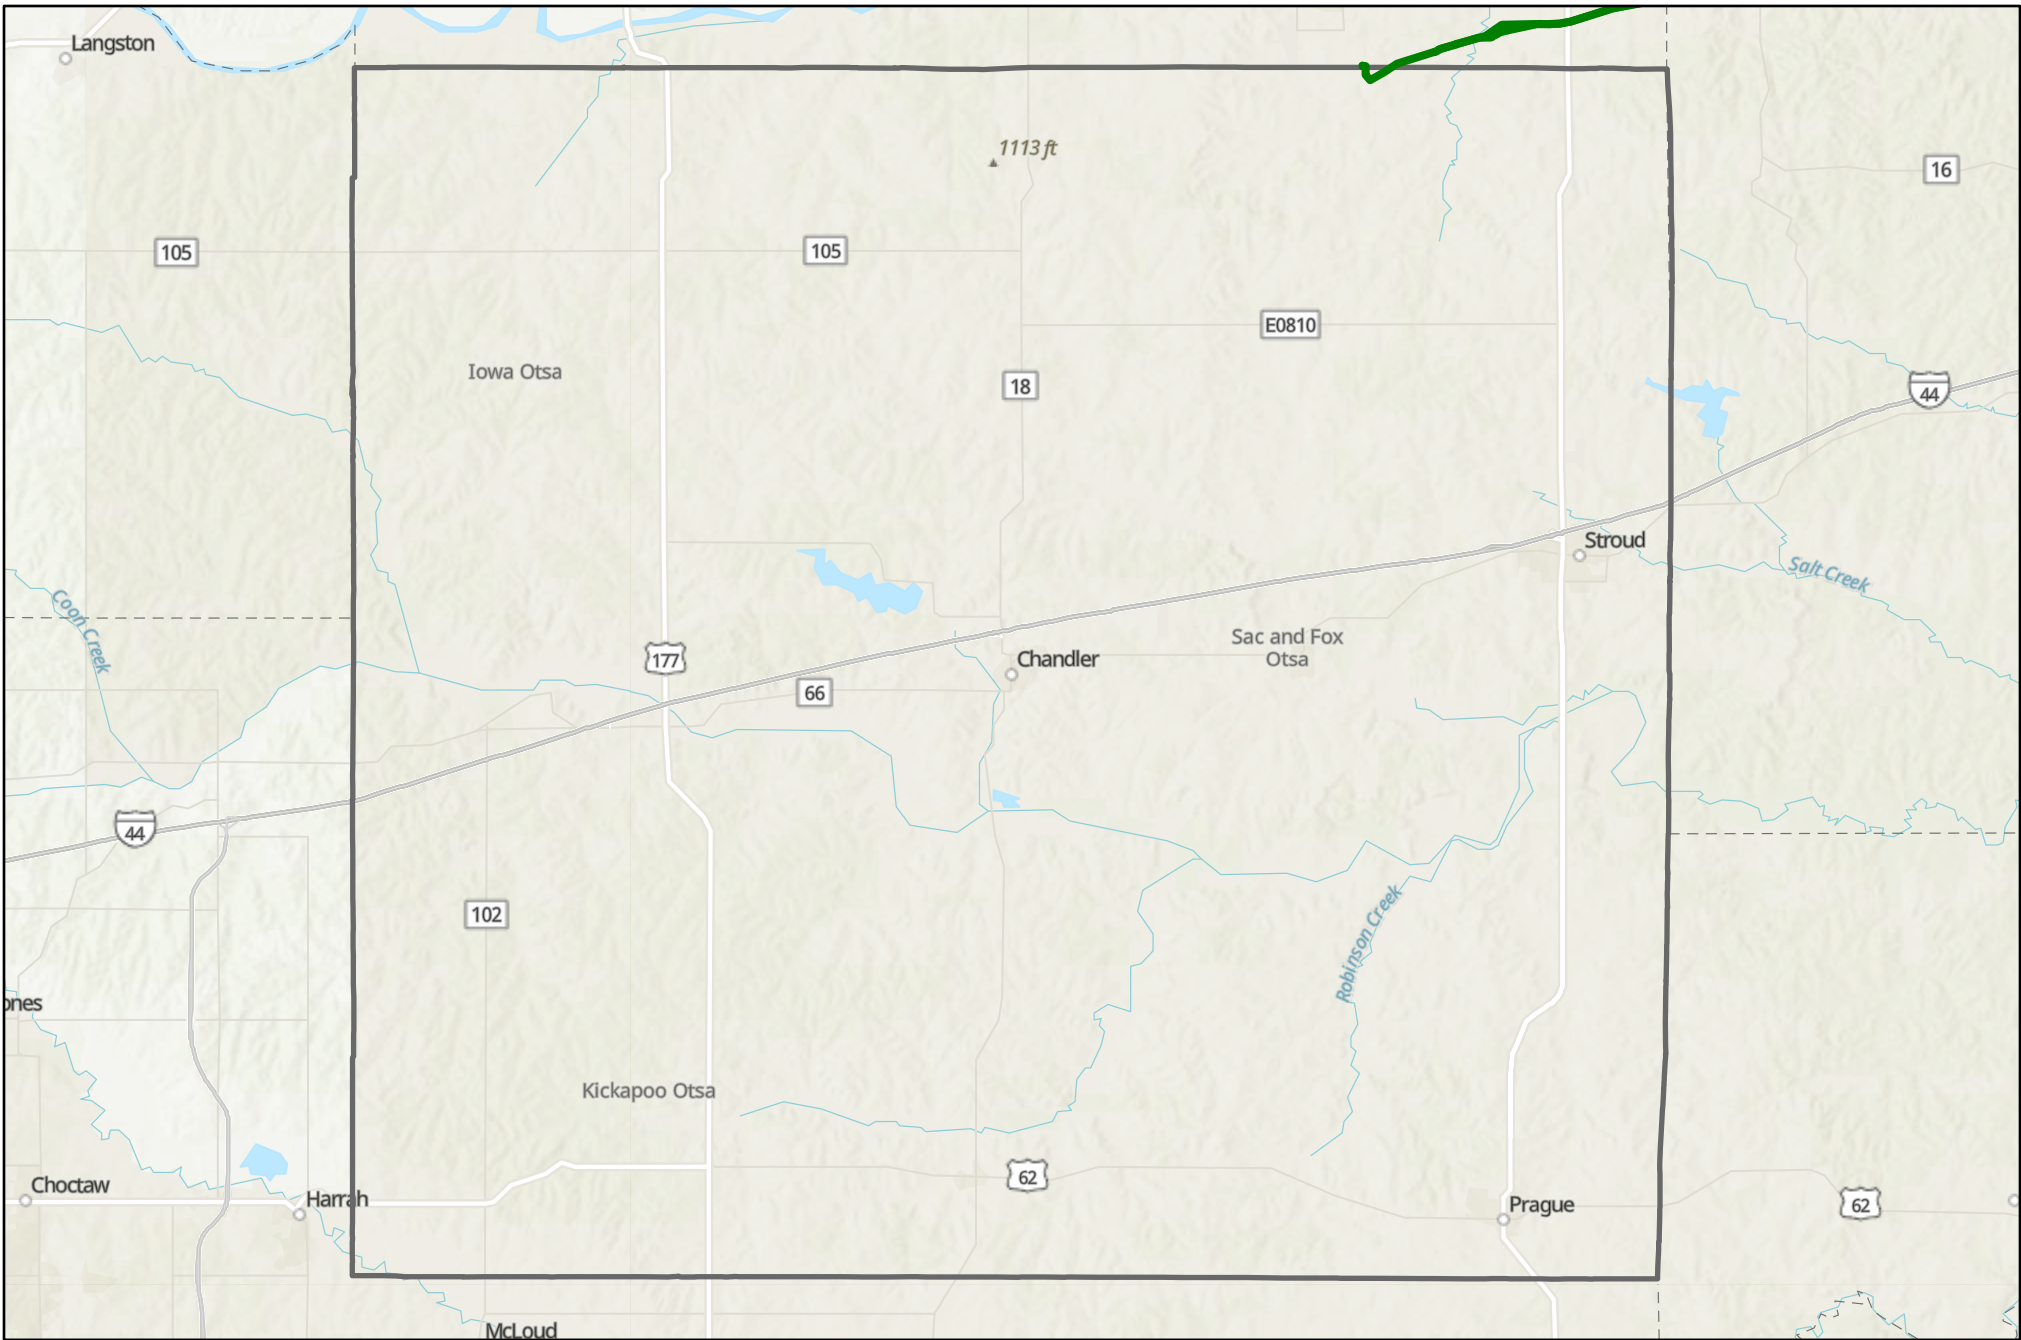 Langston
1113 ft
16
105
105
E0810
Iowa Otsa
18
44
Stroud
Salt Creek
Coon Creek
Sac and Fox
Otsa
177
Chandler
66
44
102
Robinson Creek
ones
Kickapoo Otsa
62
Choctaw
Harrah
Prague
62
McLoud